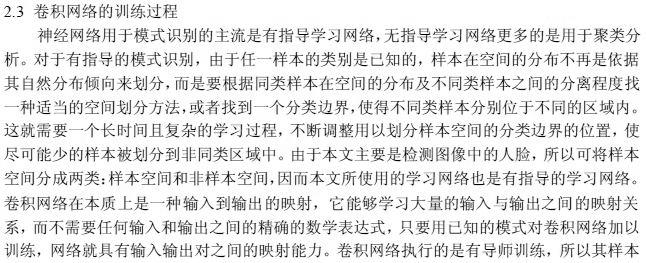 2.3 卷积网络的训练过程
神经网络用于模式识别的主流是有指导学习网络,无指导学习网络更多的是用于聚类分
析。对于有指导的模式识别,由于任一样本的类别是已知的,样本在空间的分布不再是依据
其自然分布倾向来划分,而是要根据同类样本在空间的分布及不同类样本之间的分离程度找
一种适当的空间划分方法,或者找到一个分类边界,使得不同类样本分别位于不同的区域内。
这就需要一个长时间且复杂的学习过程,不断调整用以划分样本空间的分类边界的位置,使
尽可能少的样本被划分到非同类区域中。由于本文主要是检测图像中的人脸,所以可将样本
空间分成两类:样本空间和非样本空间,因而本文所使用的学习网络也是有指导的学习网络。
卷积网络在本质上是一种输入到输出的映射,它能够学习大量的输入与输出之间的映射关
系,而不需要任何输入和输出之间的精确的数学表达式,只要用已知的模式对卷积网络加以
训练,网络就具有输入输出对之间的映射能力。卷积网络执行的是有导师训练,所以其样本